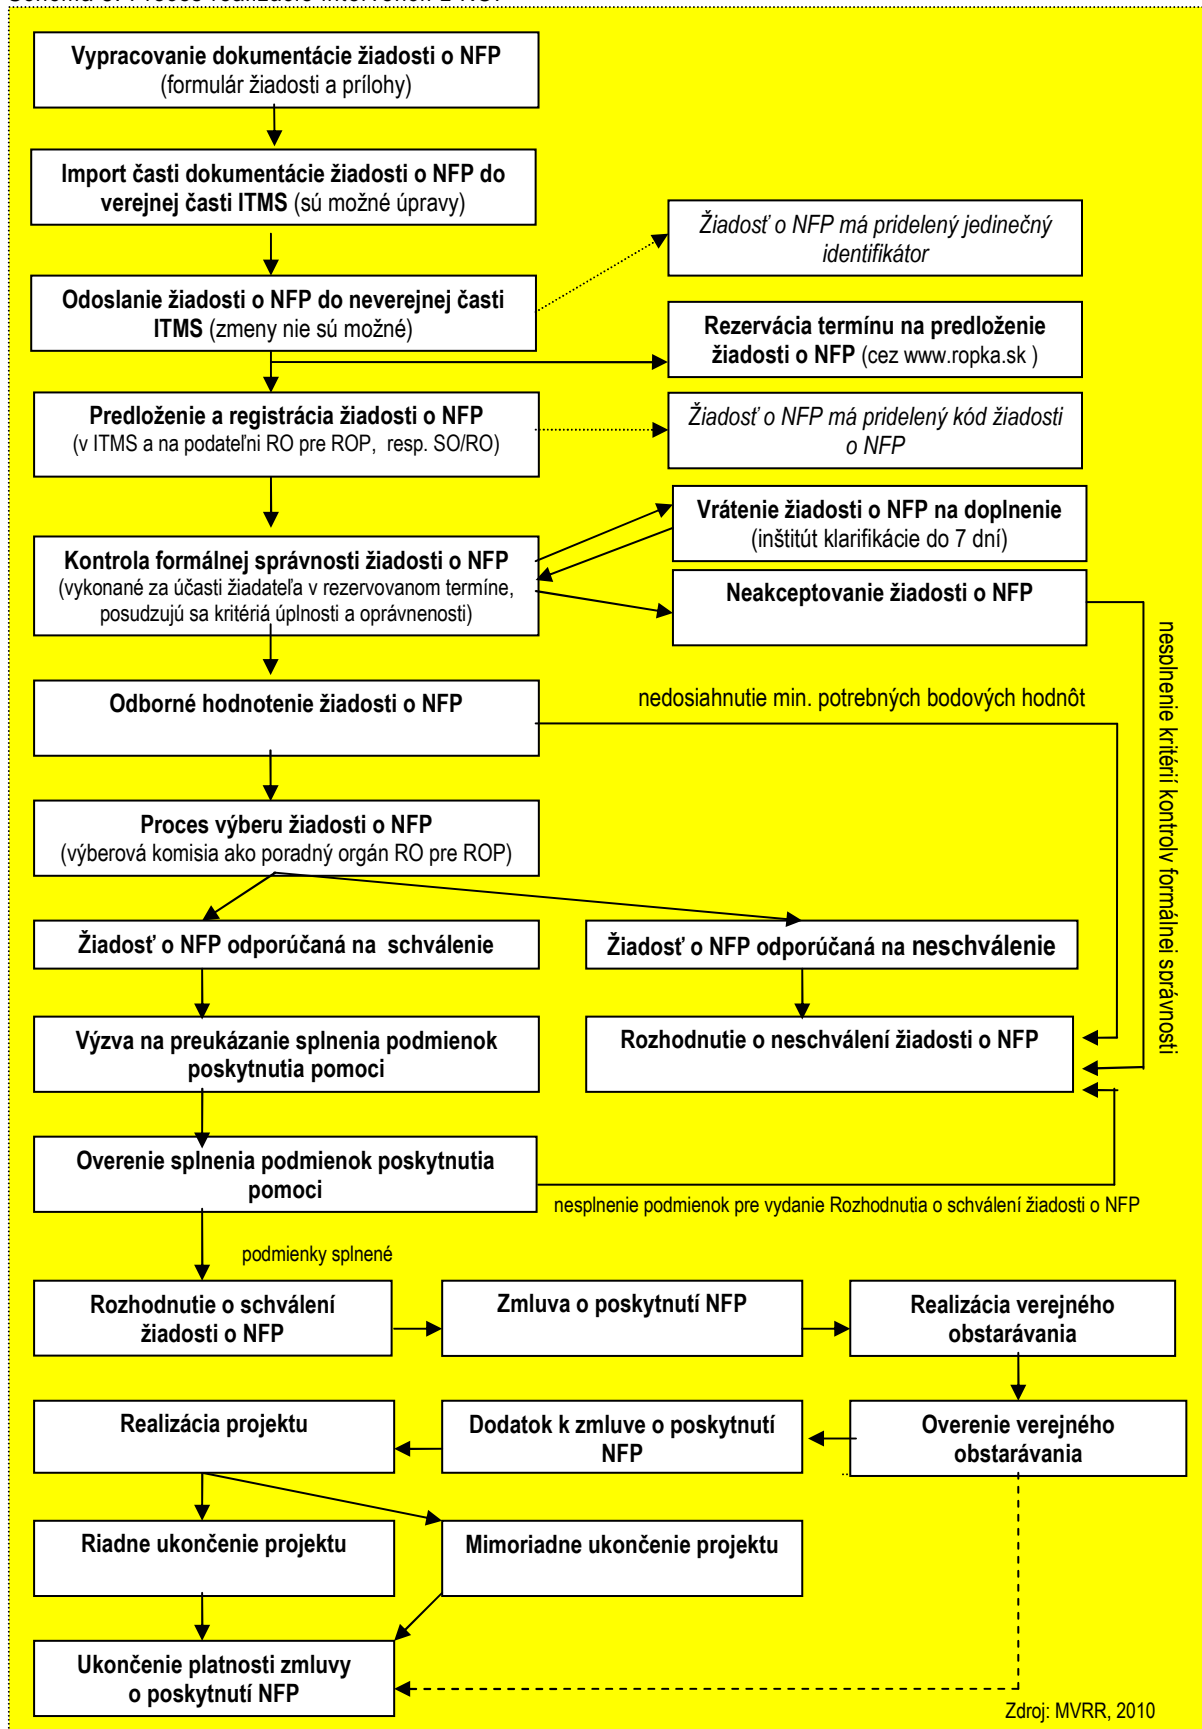 Vypracovanie dokumentácie žiadosti o NFP
(formulár žiadosti a prílohy)
Import časti dokumentácie žiadosti o NFP do
verejnej časti ITMS (sú možné úpravy)
Žiadosť o NFP má pridelený jedinečný
identifikátor
Odoslanie žiadosti o NFP do neverejnej časti
ITMS (zmeny nie sú možné)
Rezervácia termínu na predloženie
žiadosti o NFP (cez www.ropka.sk )
Predloženie a registrácia žiadosti o NFP
(v ITMS a na podateľni RO pre ROP, resp. SO/RO)
Žiadosť o NFP má pridelený kód žiadosti
o NFP
Vrátenie žiadosti o NFP na doplnenie
(inštitút klarifikácie do 7 dní)
Kontrola formálnej správnosti žiadosti o NFP
(vykonané za účasti žiadateľa v rezervovanom termíne,
posudzujú sa kritériá úplnosti a oprávnenosti)
Neakceptovanie žiadosti o NFP
nesplnenie kritérií kontroly formálnej správnosti
Odborné hodnotenie žiadosti o NFP
nedosiahnutie min. potrebných bodových hodnôt
Proces výberu žiadosti o NFP
(výberová komisia ako poradný orgán RO pre ROP)
Žiadosť o NFP odporúčaná na schválenie
Žiadosť o NFP odporúčaná na neschválenie
Výzva na preukázanie splnenia podmienok
poskytnutia pomoci
Rozhodnutie o neschválení žiadosti o NFP
Overenie splnenia podmienok poskytnutia
pomoci
nesplnenie podmienok pre vydanie Rozhodnutia o schválení žiadosti o NFP
podmienky splnené
Rozhodnutie o schválení
žiadosti o NFP
Zmluva o poskytnutí NFP
Realizácia verejného
obstarávania
Realizácia projektu
Dodatok k zmluve o poskytnutí
NFP
Overenie verejného
obstarávania
Riadne ukončenie projektu
Mimoriadne ukončenie projektu
Ukončenie platnosti zmluvy
o poskytnutí NFP
Zdroj: MVRR, 2010